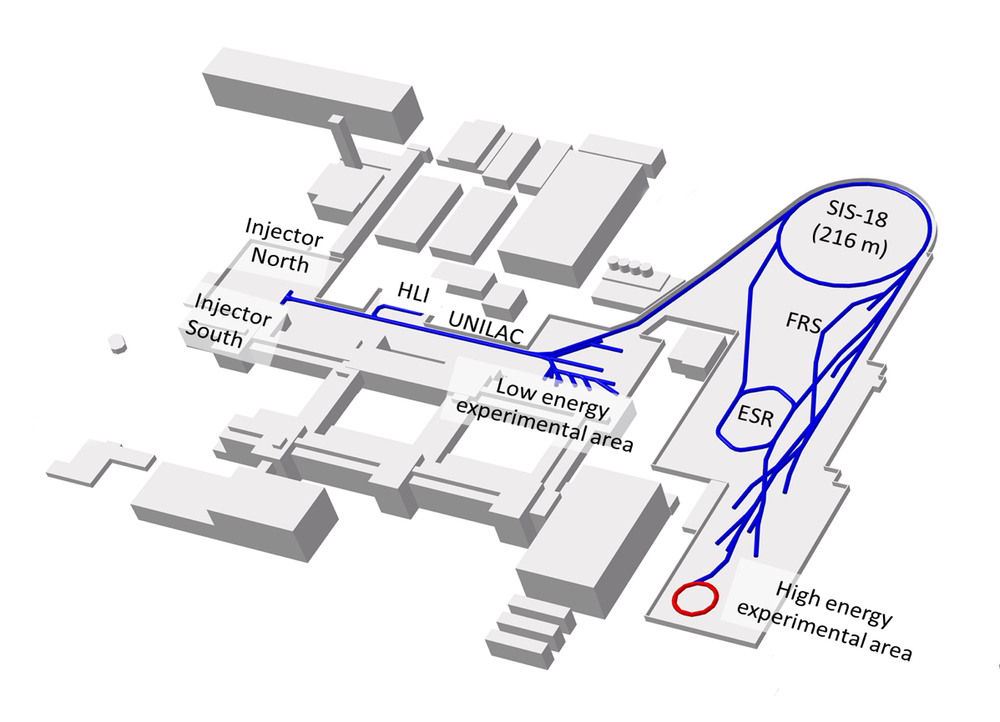 SIS-18
(216 m)
Injector
North
HLI
Injector
South
UNILAC
FRS
Low energy
experimental area
ESR
High energy
experimental area